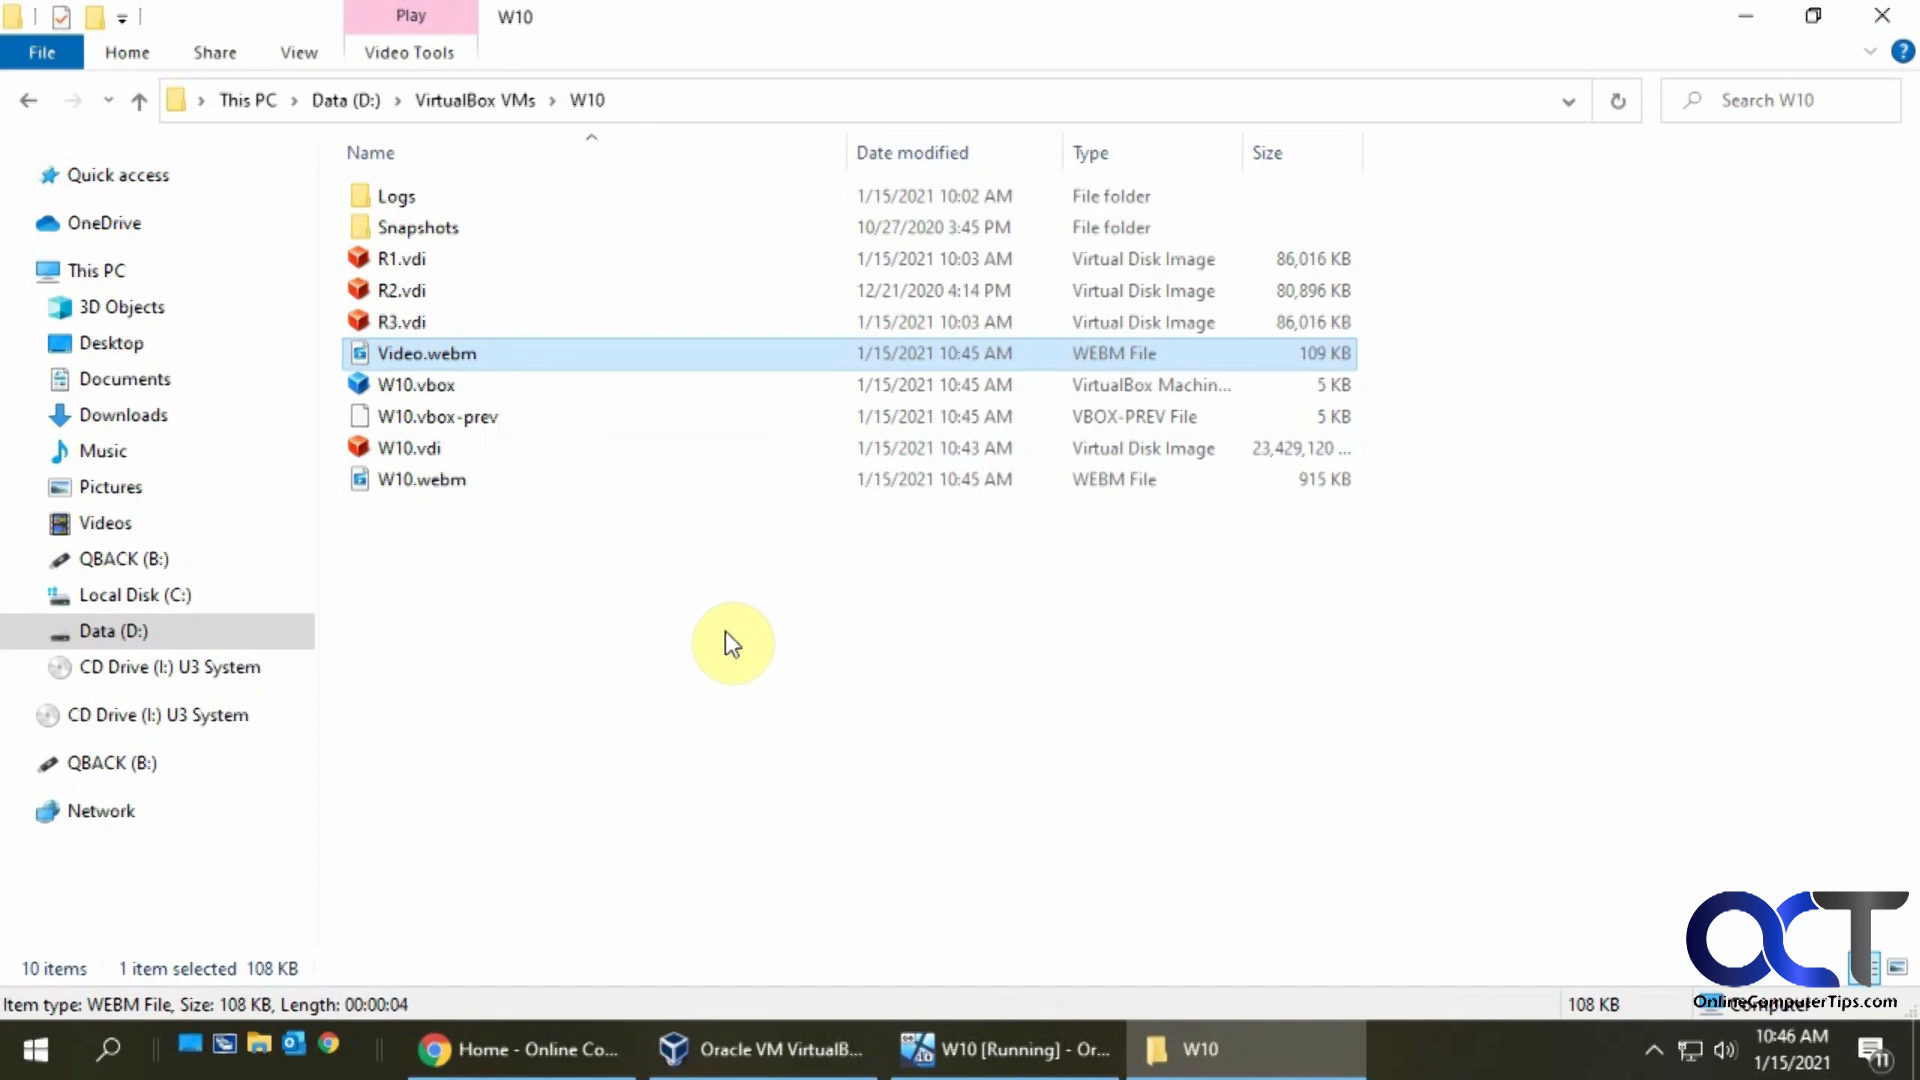 Play
W10
File
Home
Share
View
Video Tools
This PC
Data (D:)
VirtualBox VMs
W10
Search W10
Name
Date modified
Type
Size
Quick access
OneDrive
This PC
3D Objects
Desktop
Documents
Downloads
Music
Pictures
Videos
QBACK (B:)
Local Disk (C:)
Data (D:)
CD Drive (I:) U3 System
CD Drive (I:) U3 System
QBACK (B:)
Network
Logs 1/15/2021 10:02 AM File folder
Snapshots 10/27/2020 3:45 PM File folder
R1.vdi 1/15/2021 10:03 AM Virtual Disk Image 86,016 KB
R2.vdi 12/21/2020 4:14 PM Virtual Disk Image 80,896 KB
R3.vdi 1/15/2021 10:03 AM Virtual Disk Image 86,016 KB
Video.webm 1/15/2021 10:45 AM WEBM File 109 KB
W10.vbox 1/15/2021 10:45 AM VirtualBox Machin... 5 KB
W10.vbox-prev 1/15/2021 10:45 AM VBOX-PREV File 5 KB
W10.vdi 1/15/2021 10:43 AM Virtual Disk Image 23,429,120 ...
W10.webm 1/15/2021 10:45 AM WEBM File 915 KB
10 items 1 item selected 108 KB
Item type: WEBM File, Size: 108 KB, Length: 00:00:04
108 KB
Computer
OCT
OnlineComputerTips.com
Home - Online Co...
Oracle VM VirtualB...
W10 [Running] - Or...
W10
10:46 AM
1/15/2021
11